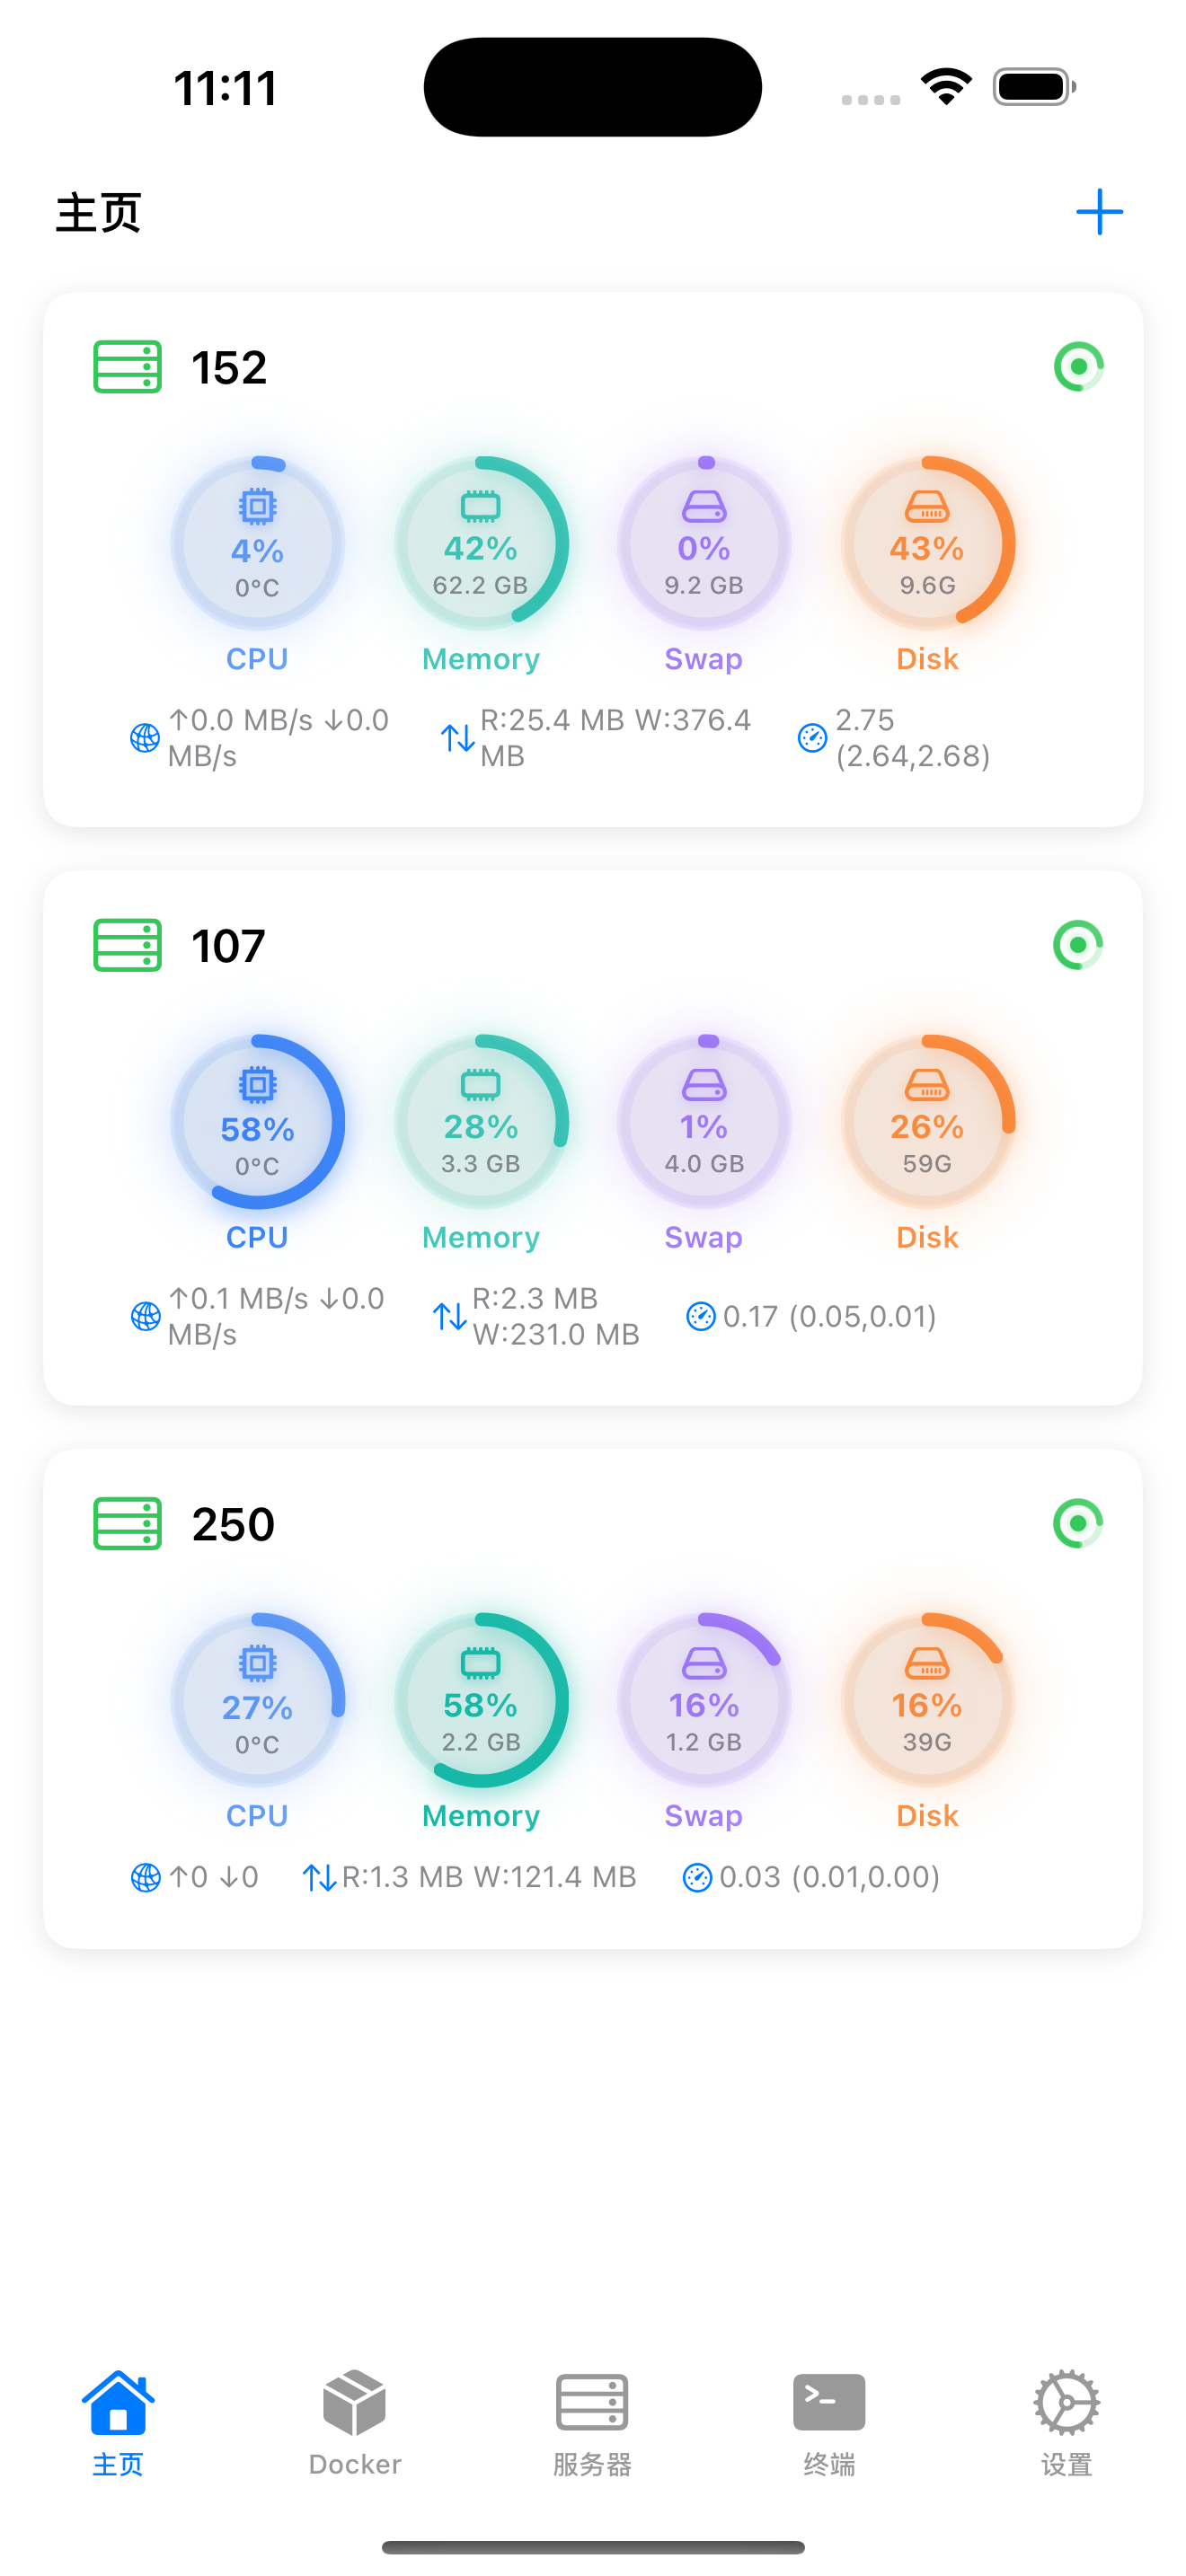 11:11
主页
152
4% 42% 0% 43%
0°C 62.2 GB 9.2 GB 9.6G
CPU Memory Swap Disk
↑0.0 MB/s ↓0.0 MB/s R:25.4 MB W:376.4 MB 2.75 (2.64,2.68)
107
58% 28% 1% 26%
0°C 3.3 GB 4.0 GB 59G
CPU Memory Swap Disk
↑0.1 MB/s ↓0.0 MB/s R:2.3 MB W:231.0 MB 0.17 (0.05,0.01)
250
27% 58% 16% 16%
0°C 2.2 GB 1.2 GB 39G
CPU Memory Swap Disk
↑0 ↓0 R:1.3 MB W:121.4 MB 0.03 (0.01,0.00)
主页 Docker 服务器 终端 设置